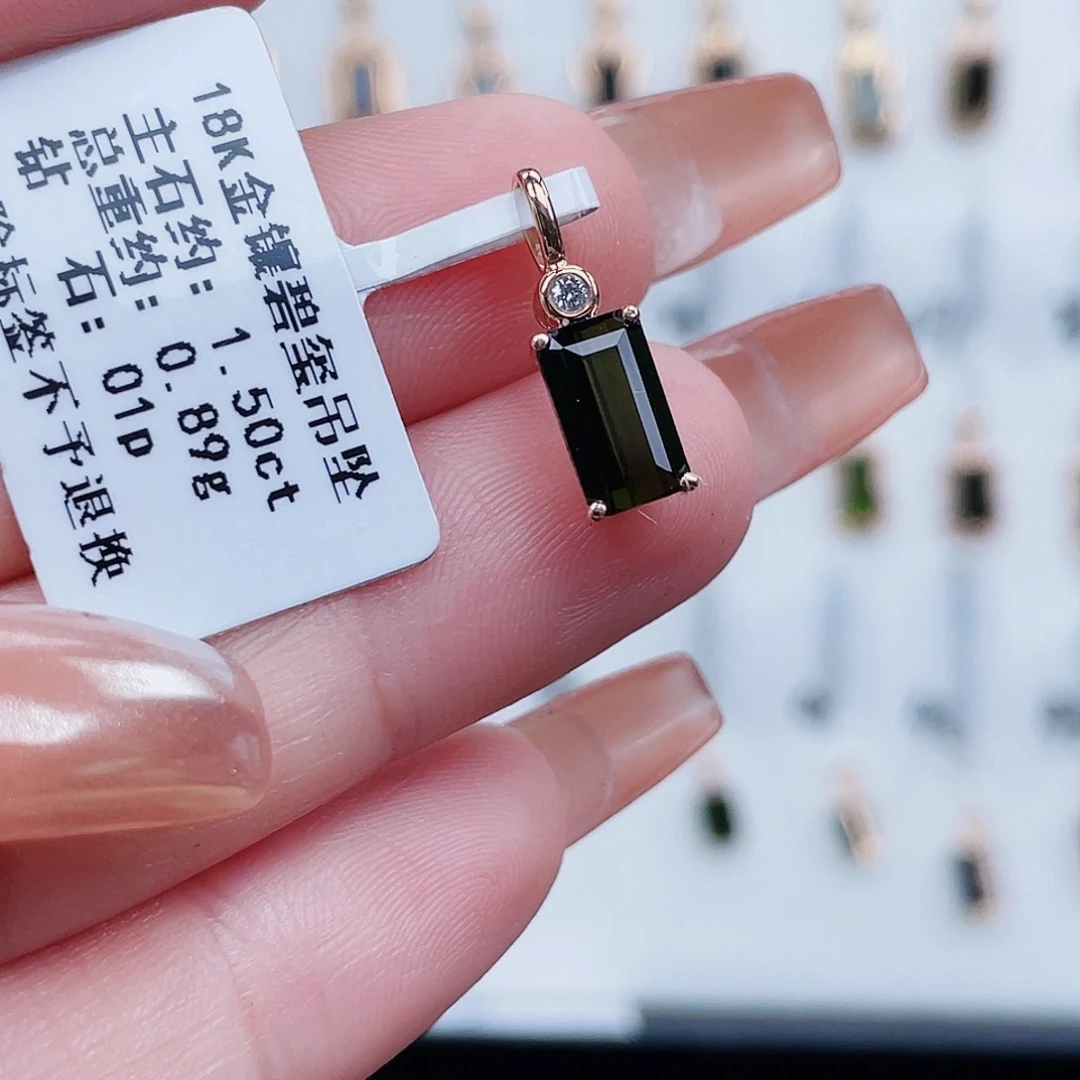 18K金镶碧玺吊坠
主石约: 1.50ct
总重约: 0.89g
钻 石: 01p
标签不予退换